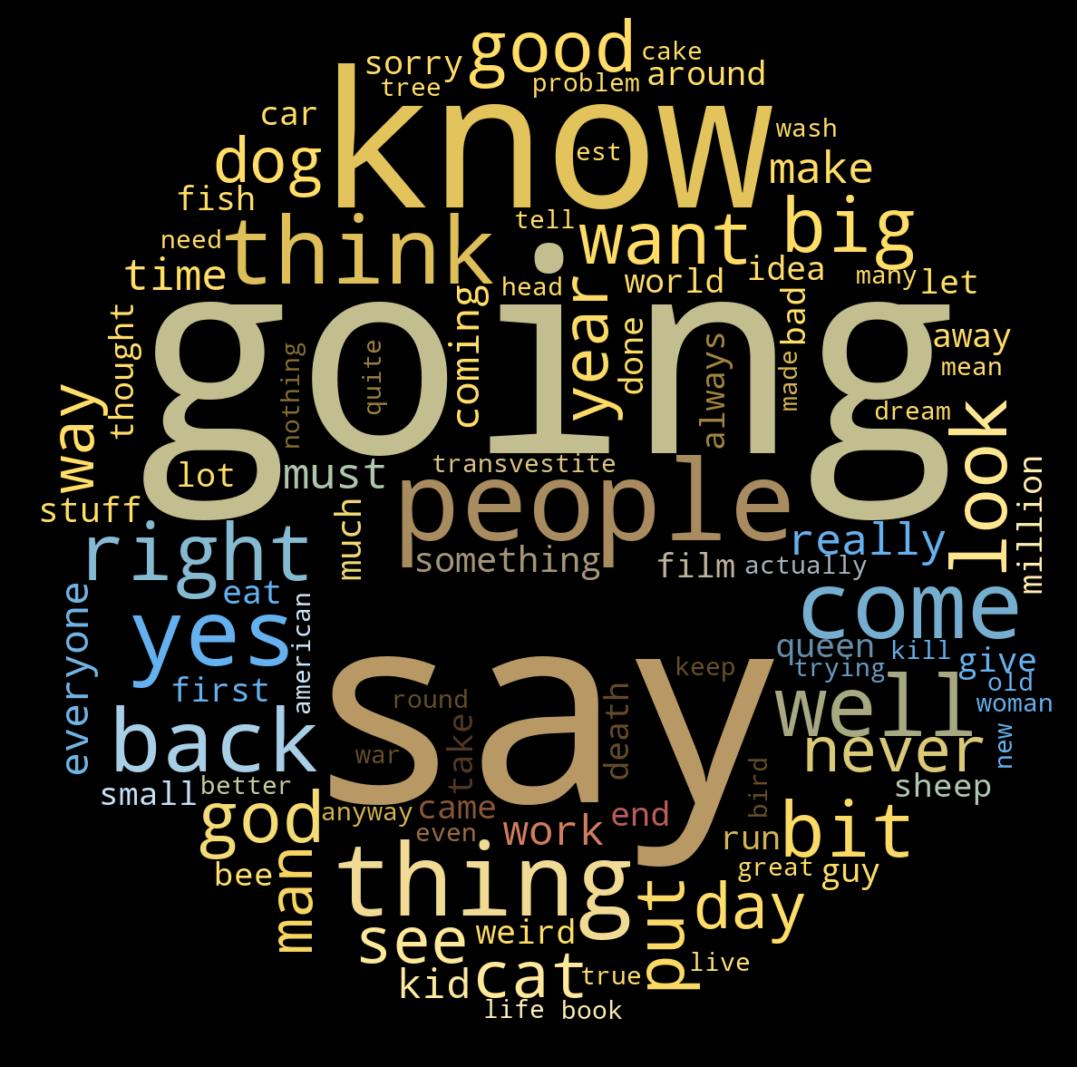 good
cake
sorry
around
tree
problem
know
car
wash
dog
est
make
fish
big
tell
need
think
want
time
world
idea
many
let
head
coming
year
bad
going
thought
done
away
nothing
quite
always
made
mean
way
dream
look
lot
must
transvestite
people
million
stuff
much
right
something
film
really
actually
eat
come
everyone
yes
american
say
queen
kill
give
trying
keep
old
first
round
death
well
woman
back
take
war
never
new
small
better
bird
sheep
god
anyway
came
even
work
end
run
bit
man
bee
thing
great
guy
put
day
see
weird
cat
kid
true
live
life
book